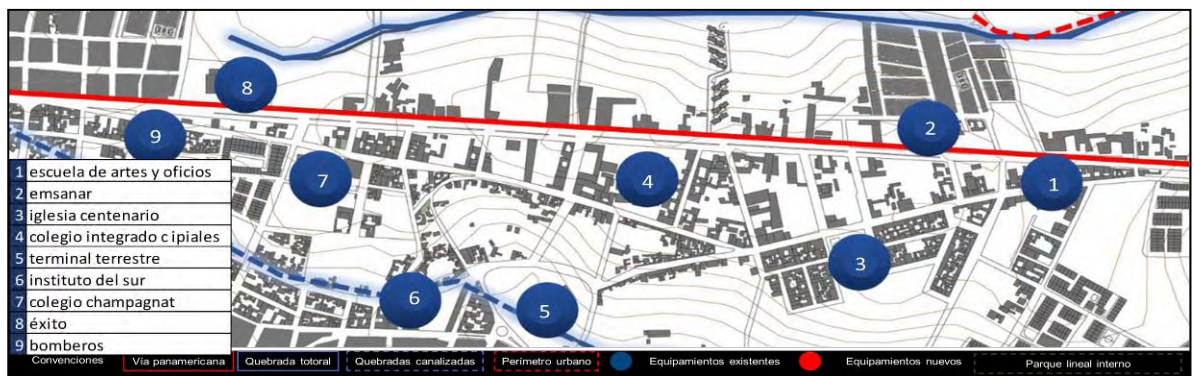 8
2
9
7
4
1
3
6
5
1 escuela de artes y oficios
2 emsanar
3 iglesia centenario
4 colegio integrado c ipiales
5 terminal terrestre
6 instituto del sur
7 colegio champagnat
8 éxito
9 bomberos
Convenciones Vía panamericana Quebrada totoral Quebradas canalizadas Perímetro urbano Equipamientos existentes Equipamientos nuevos Parque lineal interno